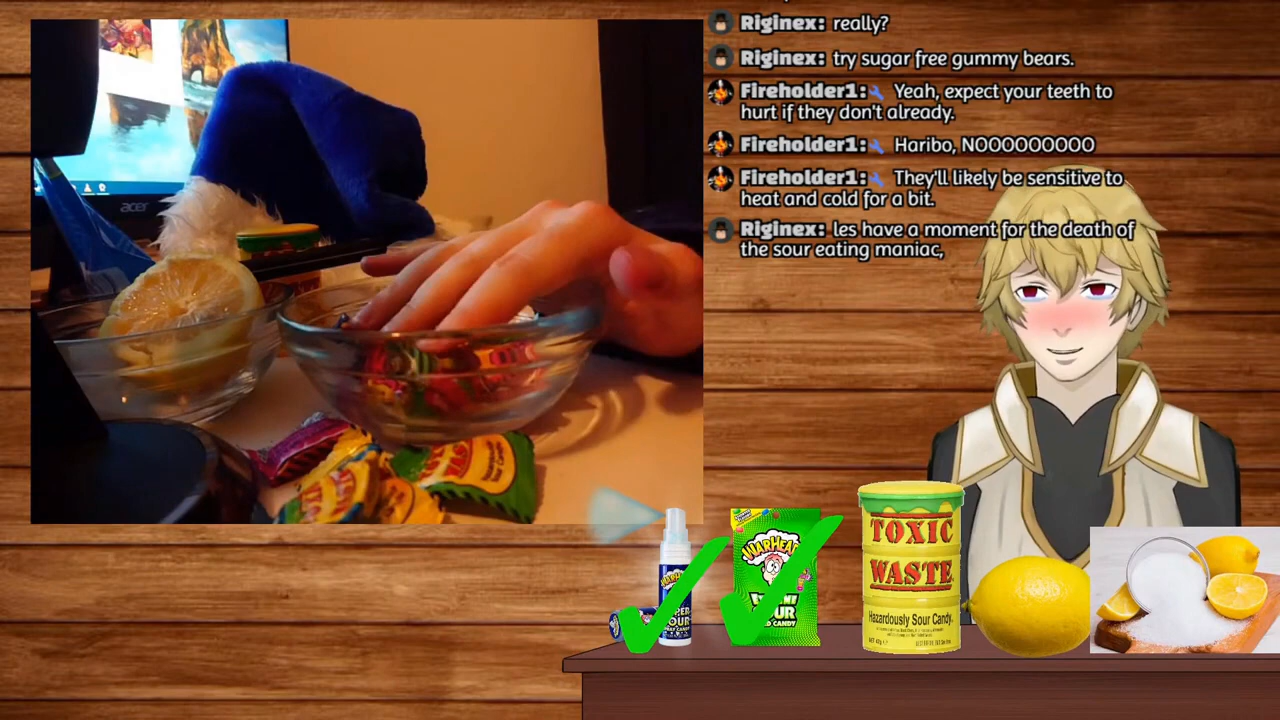 Riginex: really?
Riginex: try sugar free gummy bears.
Fireholder1: Yeah, expect your teeth to
hurt if they don't already.
Fireholder1: Haribo, NOOOOOOOOO
Fireholder1: They'll likely be sensitive to
heat and cold for a bit.
Riginex: les have a moment for the death of
the sour eating maniac,
acer
WARHEADS
SOUR
TOXIC
WASTE
Hazardously Sour Candy.